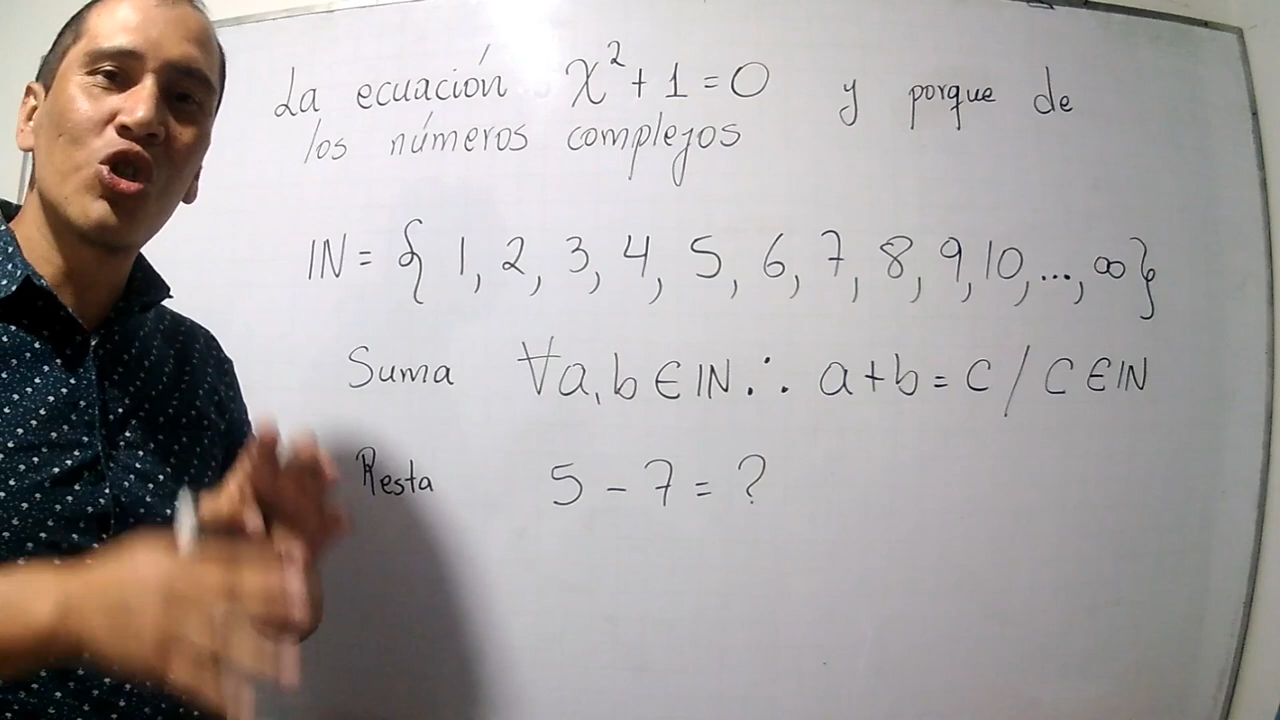 La ecuación x² + 1 = 0 y porque de
los números complejos
IN = { 1, 2, 3, 4, 5, 6, 7, 8, 9, 10, ..., ∞}
Suma ∀a, b ∈ IN ∴ a + b = c / c ∈ IN
Resta 5 - 7 = ?